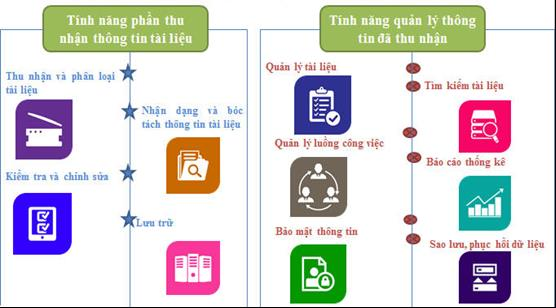 Tính năng phần thu
nhận thông tin tài liệu
Thu nhận và phân loại
tài liệu
Nhận dạng và bóc
tách thông tin tài liệu
Kiểm tra và chỉnh sửa
Lưu trữ
Tính năng quản lý thông
tin đã thu nhận
Quản lý tài liệu
Tìm kiếm tài liệu
Quản lý luồng công việc
Báo cáo thống kê
Bảo mật thông tin
Sao lưu, phục hồi dữ liệu